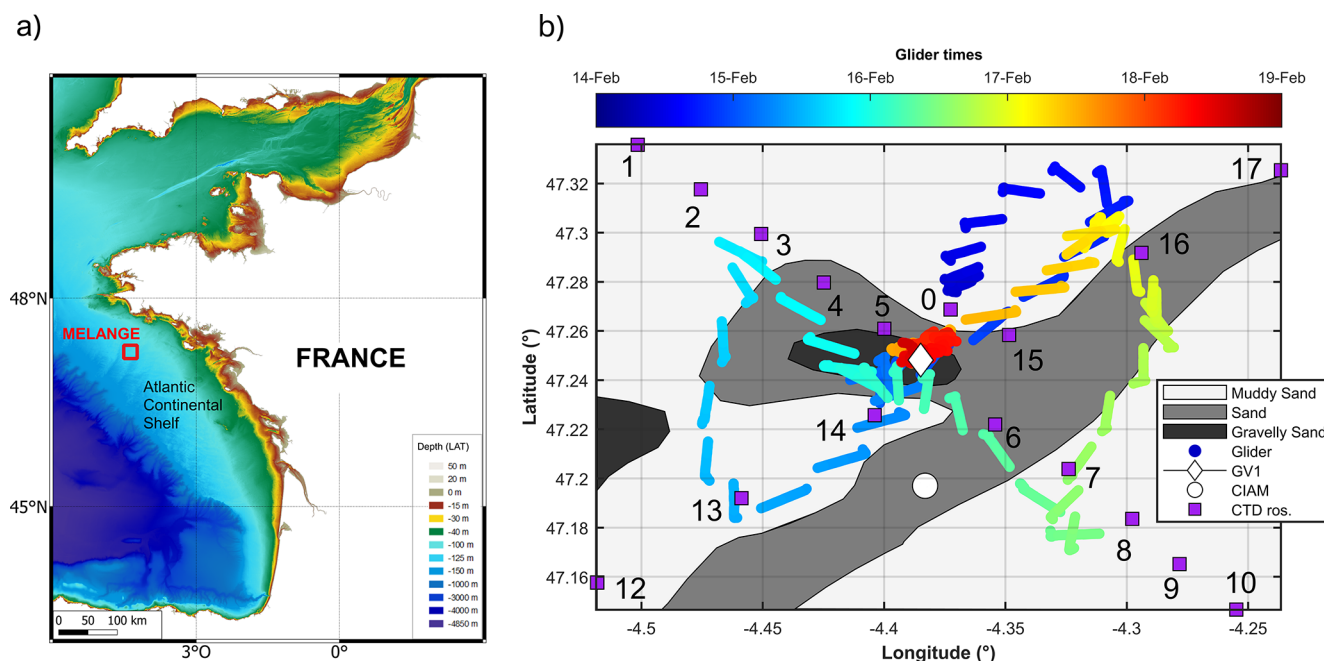 a)
48°N
45°N
3°O
0°
MELANGE
FRANCE
Atlantic
Continental
Shelf
Depth (LAT)
50 m
20 m
0 m
-15 m
-30 m
-40 m
-100 m
-125 m
-150 m
-1000 m
-3000 m
-4000 m
-4850 m
0 50 100 km
b)
Glider times
14-Feb 15-Feb 16-Feb 17-Feb 18-Feb 19-Feb
Latitude (°)
47.32
47.3
47.28
47.26
47.24
47.22
47.2
47.18
47.16
1
17
2
3
16
4
5
0
15
14
6
7
13
8
9
12
10
Muddy Sand
Sand
Gravelly Sand
Glider
GV1
CIAM
CTD ros.
-4.5 -4.45 -4.4 -4.35 -4.3 -4.25
Longitude (°)